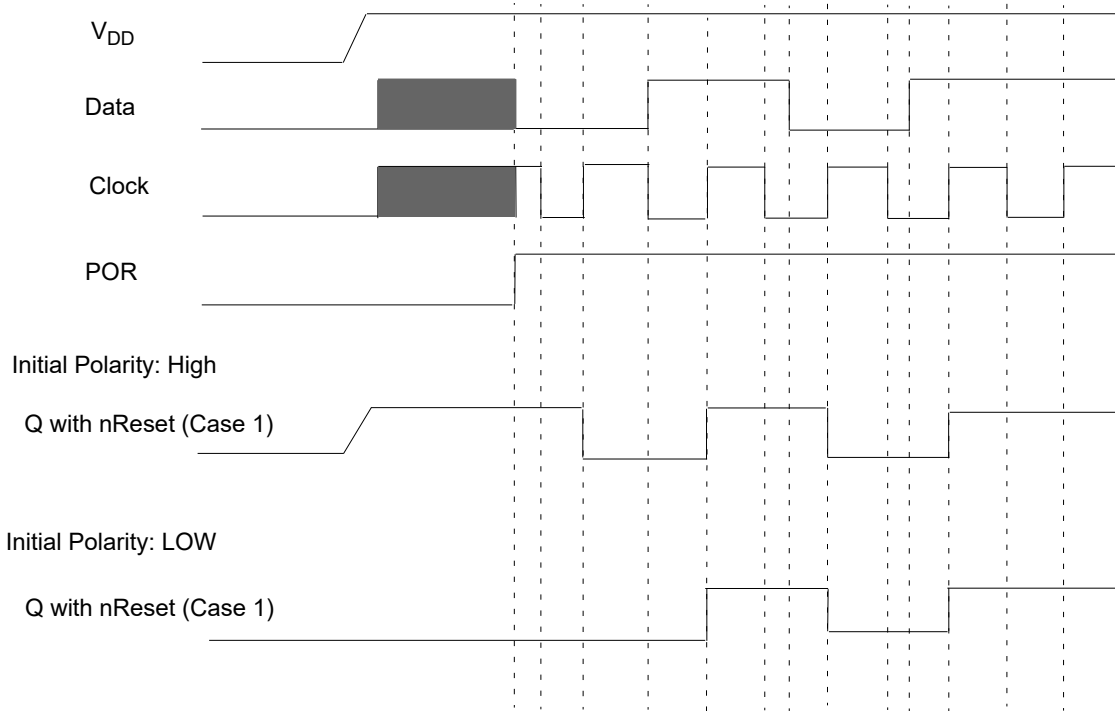 VDD
Data
Clock
POR
Initial Polarity: High
Q with nReset (Case 1)
Initial Polarity: LOW
Q with nReset (Case 1)